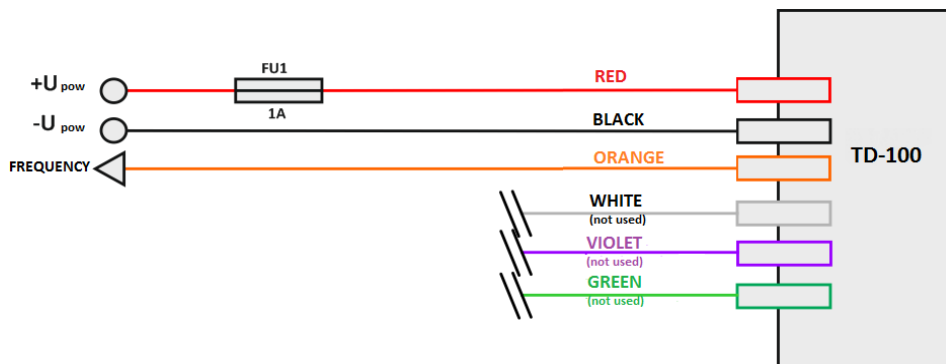 FU1
+U pow
RED
1A
-U pow
BLACK
FREQUENCY
ORANGE
TD-100
WHITE
(not used)
VIOLET
(not used)
GREEN
(not used)